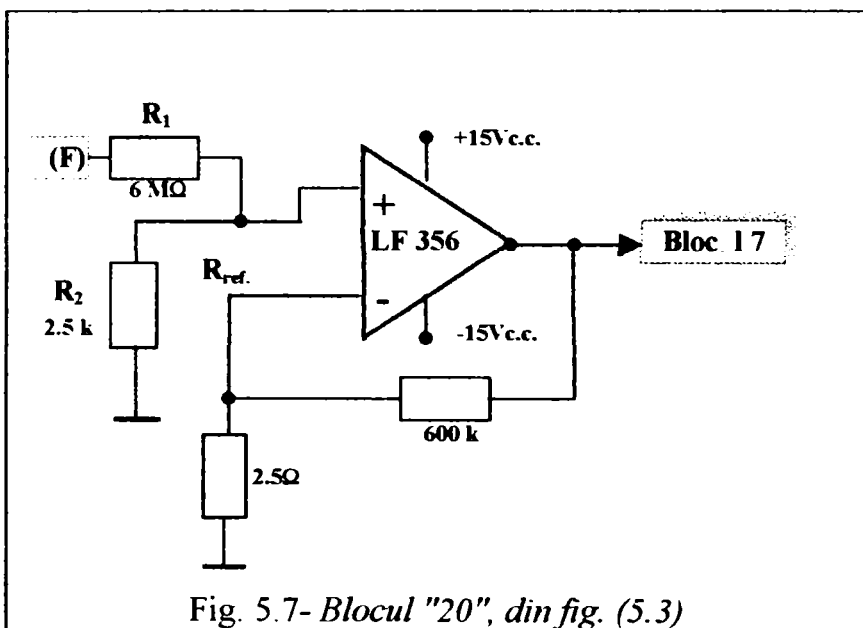 R₁
(F)
6 MΩ
+15Vc.c.
+
LF 356
Bloc 17
R₂
2.5 k
Rref.
-
-15Vc.c.
600 k
2.5Ω
Fig. 5.7- Blocul "20", din fig. (5.3)